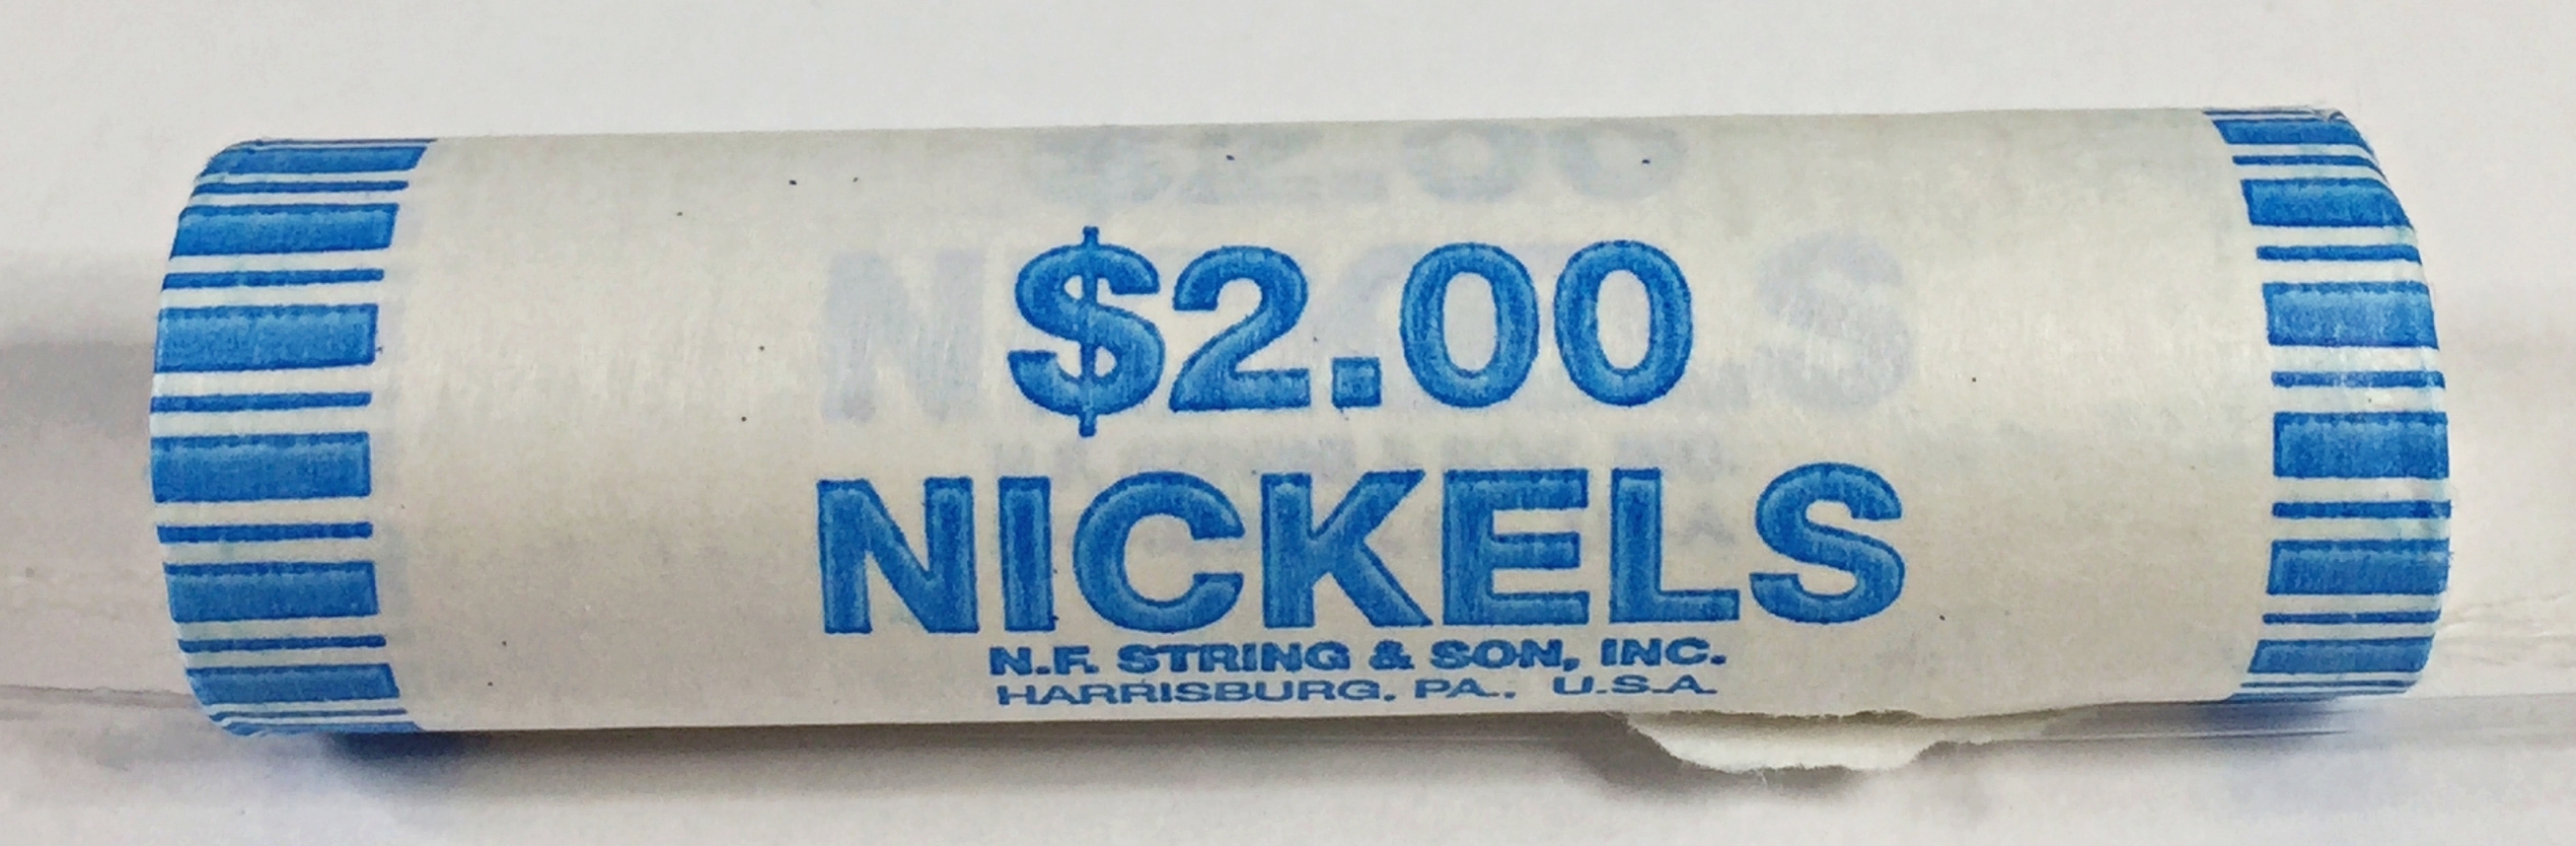 $2.00
NICKELS
N.F. STRING & SON, INC.
HARRISBURG, PA., U.S.A.